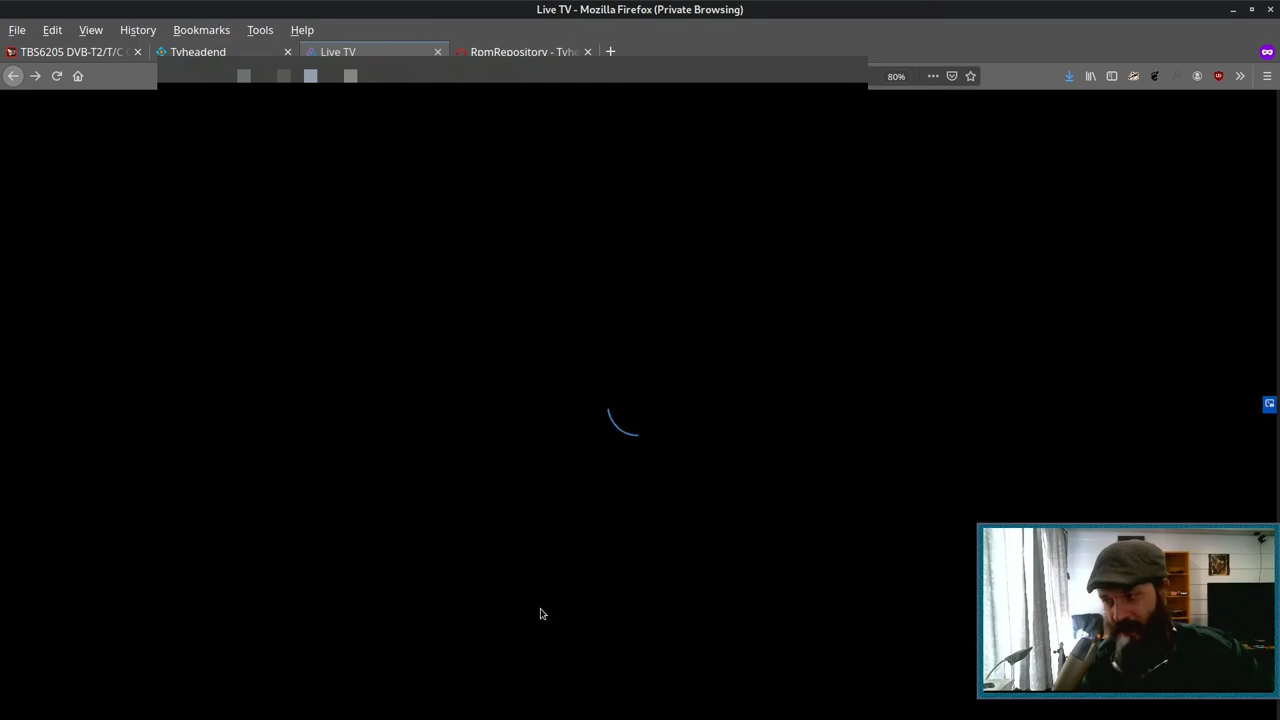 Live TV - Mozilla Firefox (Private Browsing)
File Edit View History Bookmarks Tools Help
TBS6205 DVB-T2/T/C Tvheadend Live TV RpmRepository - Tvhe
80%